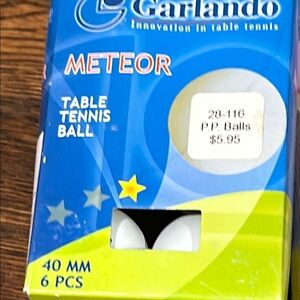 Garlando
Innovation in table tennis
METEOR
TABLE
TENNIS
BALL
28-116
P.P. Balls
$5.95
40 MM
6 PCS